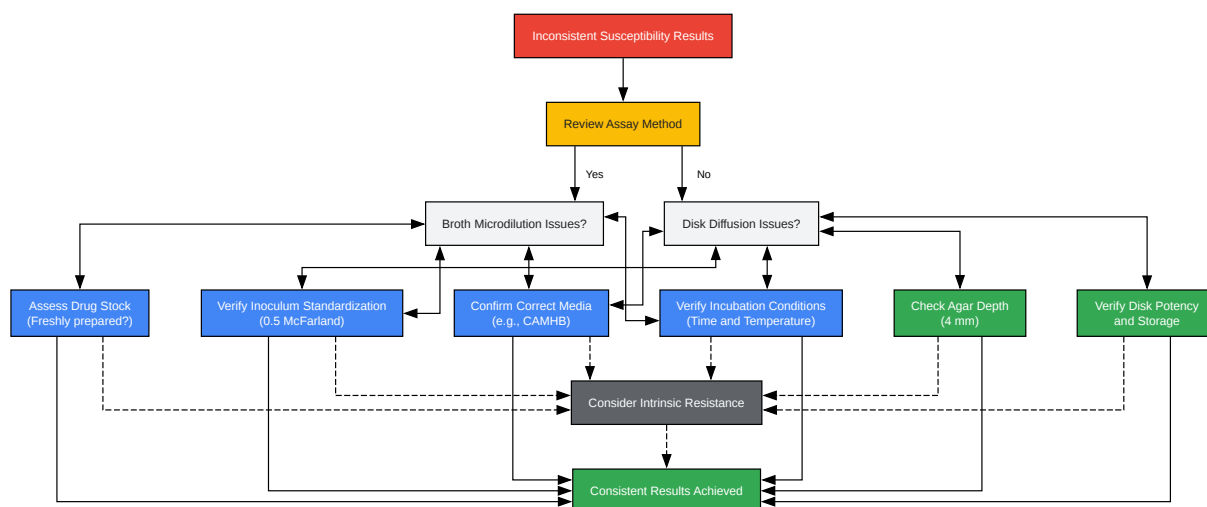 Inconsistent Susceptibility Results
Review Assay Method
Yes
No
Broth Microdilution Issues?
Disk Diffusion Issues?
Assess Drug Stock
(Freshly prepared?)
Verify Inoculum Standardization
(0.5 McFarland)
Confirm Correct Media
(e.g., CAMHB)
Verify Incubation Conditions
(Time and Temperature)
Check Agar Depth
(4 mm)
Verify Disk Potency
and Storage
Consider Intrinsic Resistance
Consistent Results Achieved